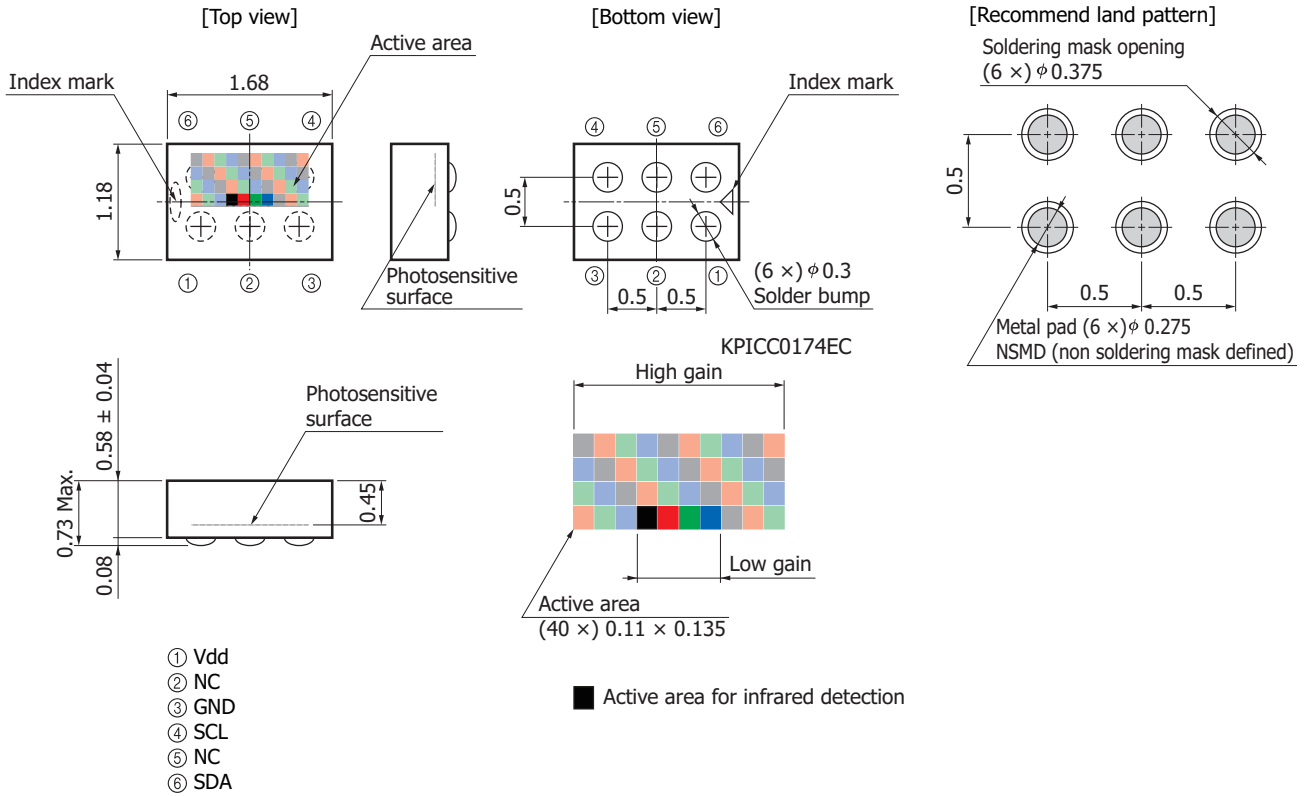 [Top view]
Active area
Index mark
1.68
⑥ ⑤ ④
1.18
① ② ③
Photosensitive
surface
[Bottom view]
Index mark
④ ⑤ ⑥
0.5
③ ② ①
0.5 0.5
(6 ×) φ 0.3
Solder bump
[Recommend land pattern]
Soldering mask opening
(6 ×) φ 0.375
0.5
0.5 0.5
Metal pad (6 ×) φ 0.275
NSMD (non soldering mask defined)
Photosensitive
surface
0.58 ± 0.04
0.73 Max.
0.08
0.45
KPICC0174EC
High gain
Low gain
Active area
(40 ×) 0.11 × 0.135
Active area for infrared detection
① Vdd
② NC
③ GND
④ SCL
⑤ NC
⑥ SDA